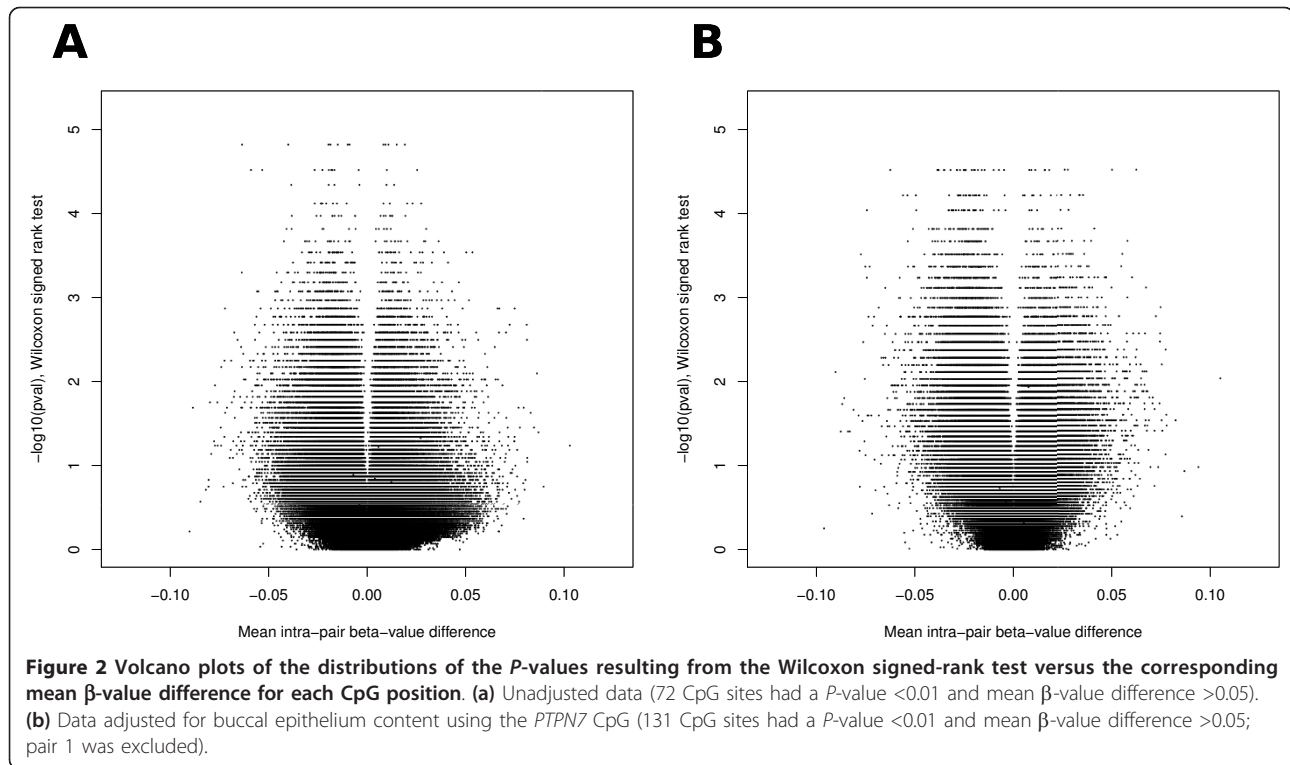 A
B
5
4
3
2
1
0
−log10(pval), Wilcoxon signed rank test
−0.10 −0.05 0.00 0.05 0.10
Mean intra−pair beta−value difference
5
4
3
2
1
0
−log10(pval), Wilcoxon signed rank test
−0.10 −0.05 0.00 0.05 0.10
Mean intra−pair beta−value difference
Figure 2 Volcano plots of the distributions of the P-values resulting from the Wilcoxon signed-rank test versus the corresponding
mean β-value difference for each CpG position. (a) Unadjusted data (72 CpG sites had a P-value <0.01 and mean β-value difference >0.05).
(b) Data adjusted for buccal epithelium content using the PTPN7 CpG (131 CpG sites had a P-value <0.01 and mean β-value difference >0.05;
pair 1 was excluded).